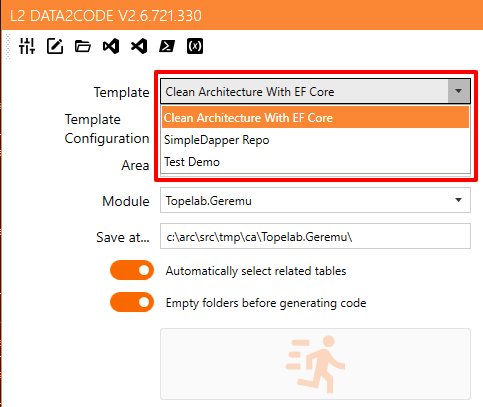 L2 DATA2CODE V2.6.721.330
(x)
Template
Clean Architecture With EF Core
Clean Architecture With EF Core
SimpleDapper Repo
Test Demo
Template
Configuration
Area
Module
Topelab.Geremu
Save at...
c:\arc\src\tmp\ca\Topelab.Geremu\
Automatically select related tables
Empty folders before generating code